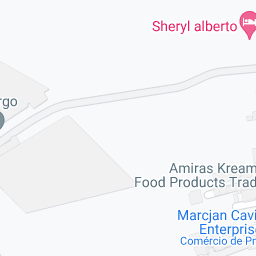 Sheryl alberto
rgo
Amiras Kream
Food Products Trad
Marcjan Cavi
Enterpris
Comércio de Pr